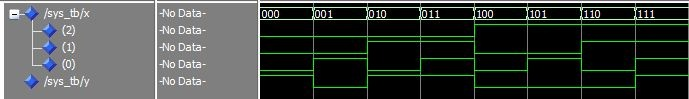 /sys_tb/x -No Data- 000 001 010 011 100 101 110 111
(2) -No Data-
(1) -No Data-
(0) -No Data-
/sys_tb/y -No Data-